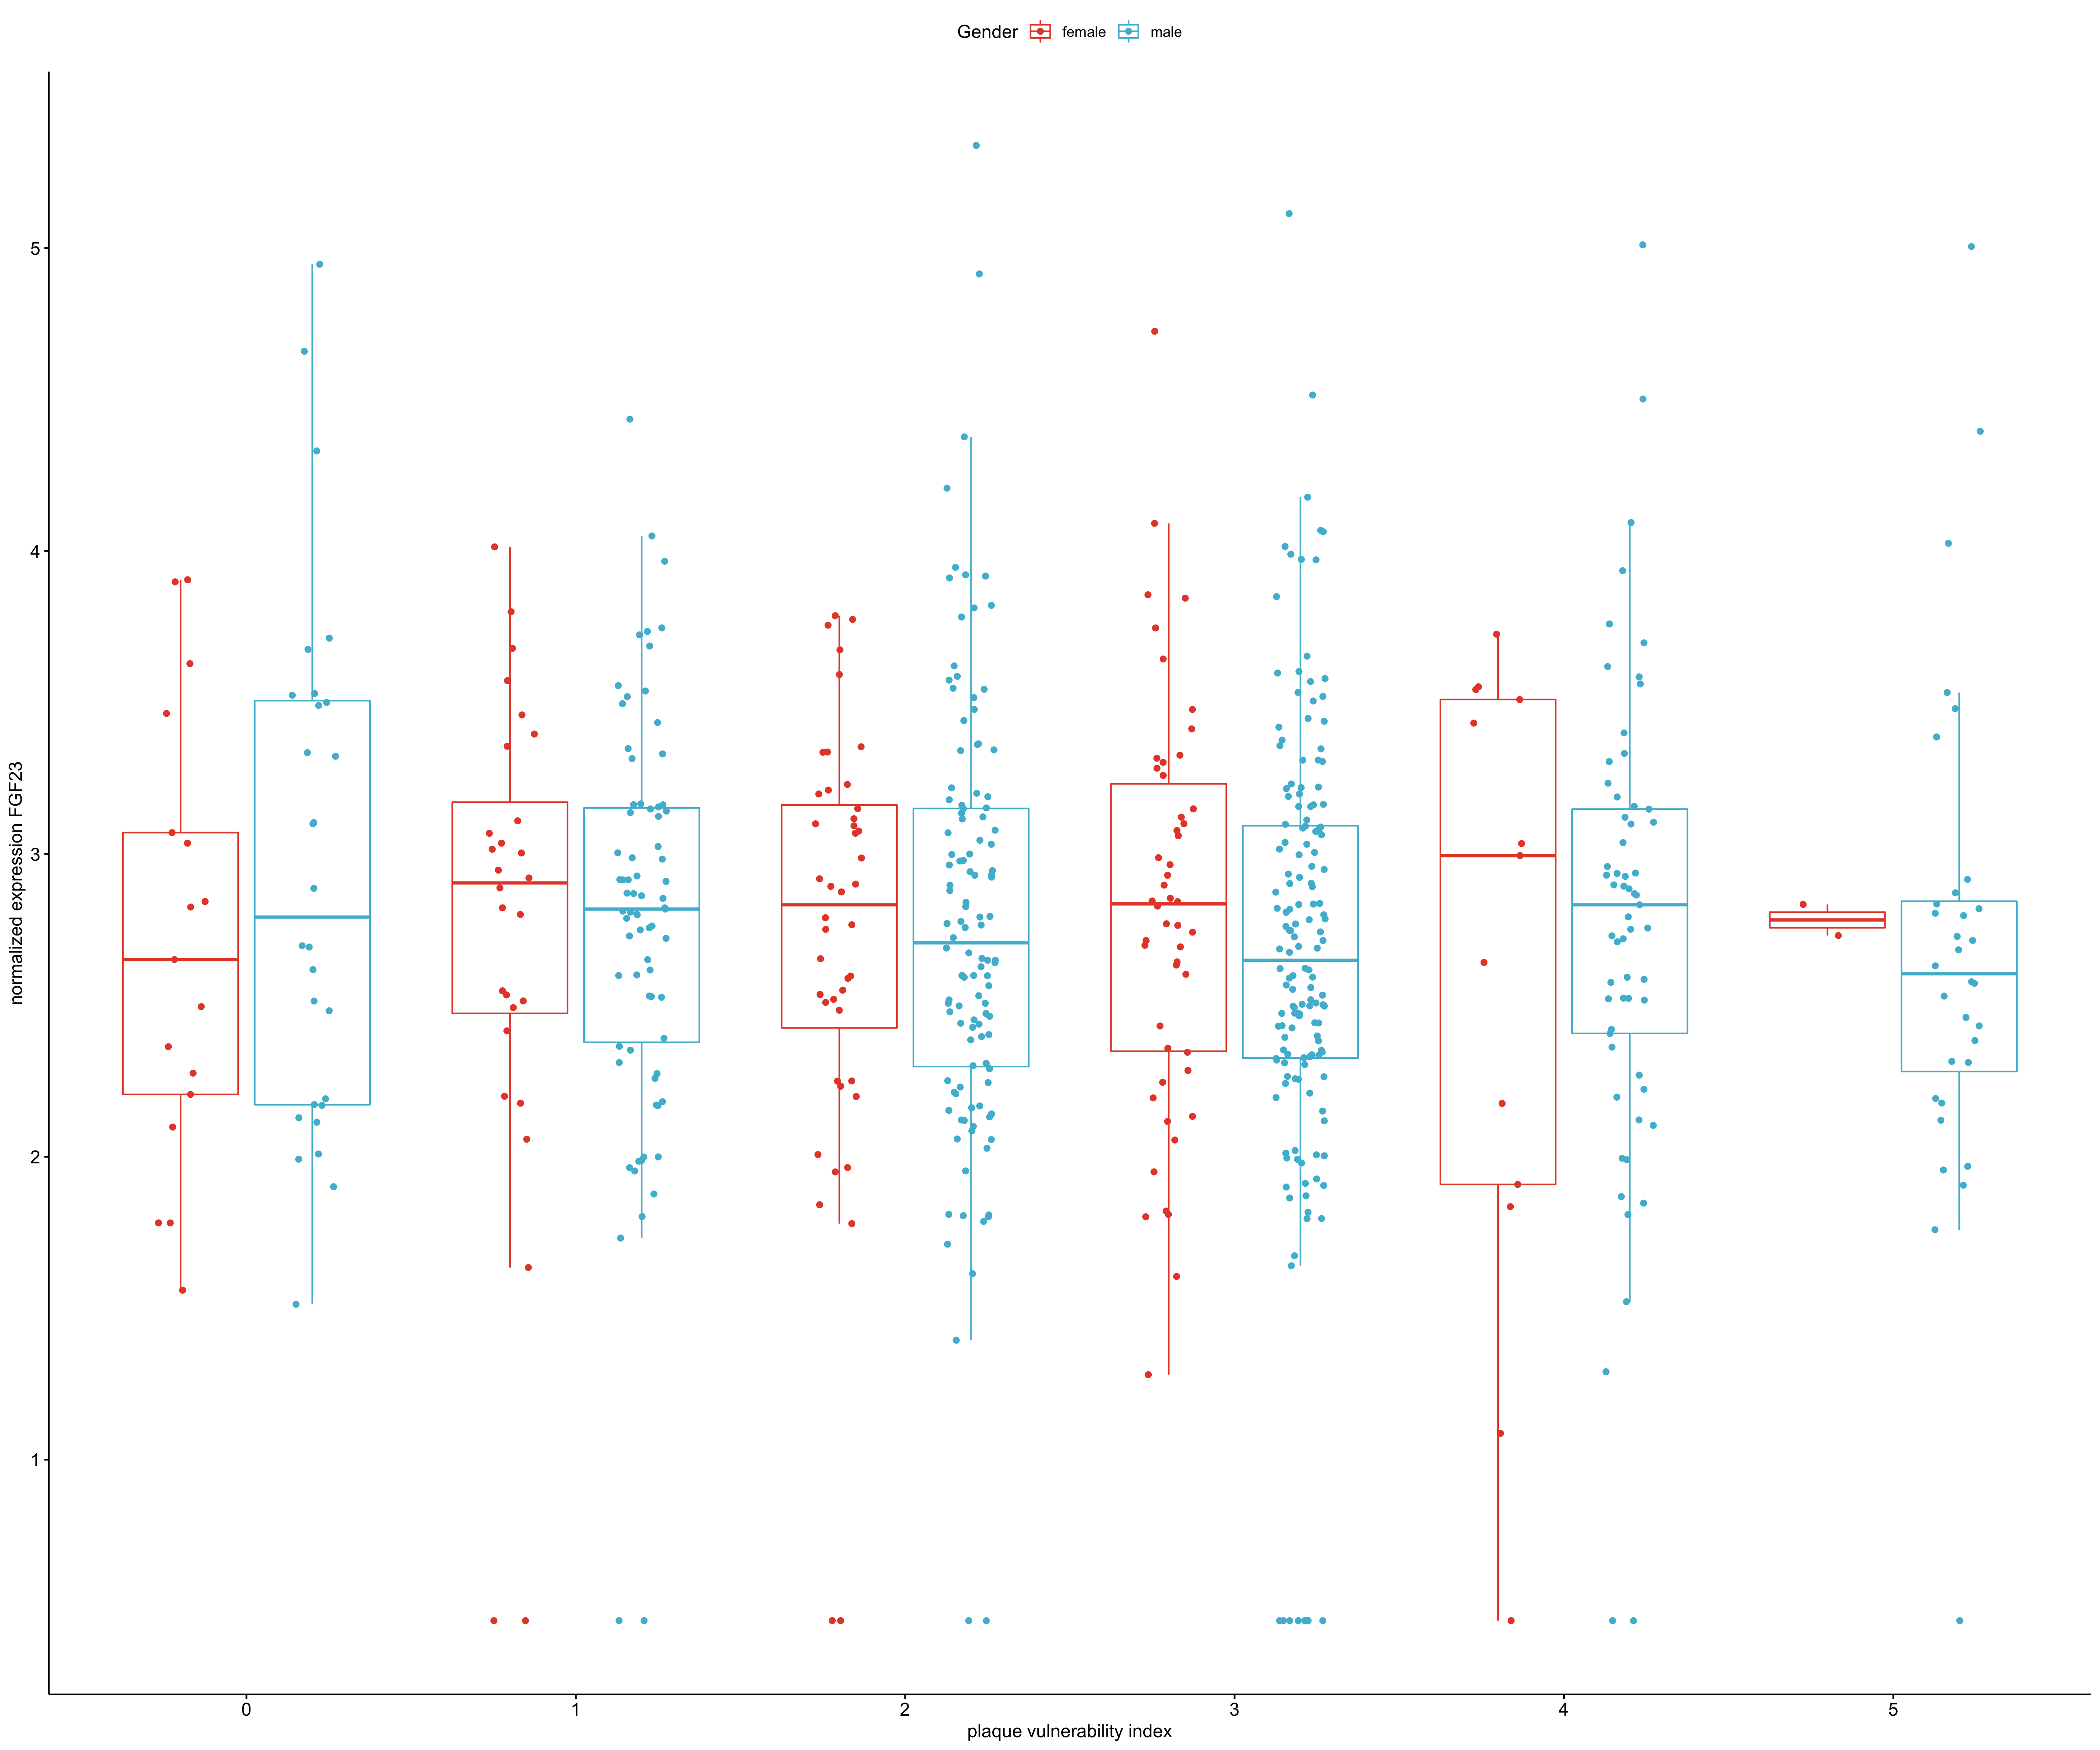 Gender female male
normalized expression FGF23
5
4
3
2
1
0 1 2 3 4 5
plaque vulnerability index